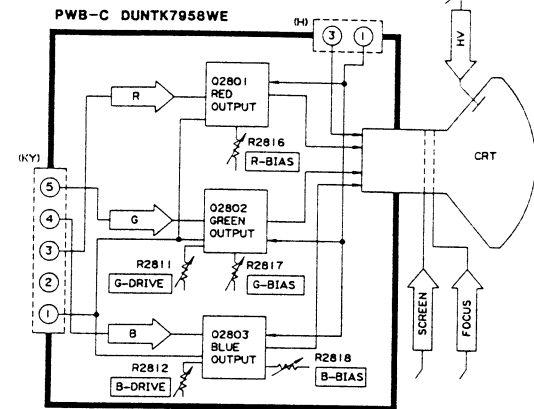 PWB-C DUNTK7958WE
(H)
3 1
HV
R
Q2801
RED
OUTPUT
R2816
R-BIAS
CRT
(KY)
5
4
3
2
1
G
Q2802
GREEN
OUTPUT
R2811
G-DRIVE
R2817
G-BIAS
B
Q2803
BLUE
OUTPUT
R2812
B-DRIVE
R2818
B-BIAS
SCREEN
FOCUS